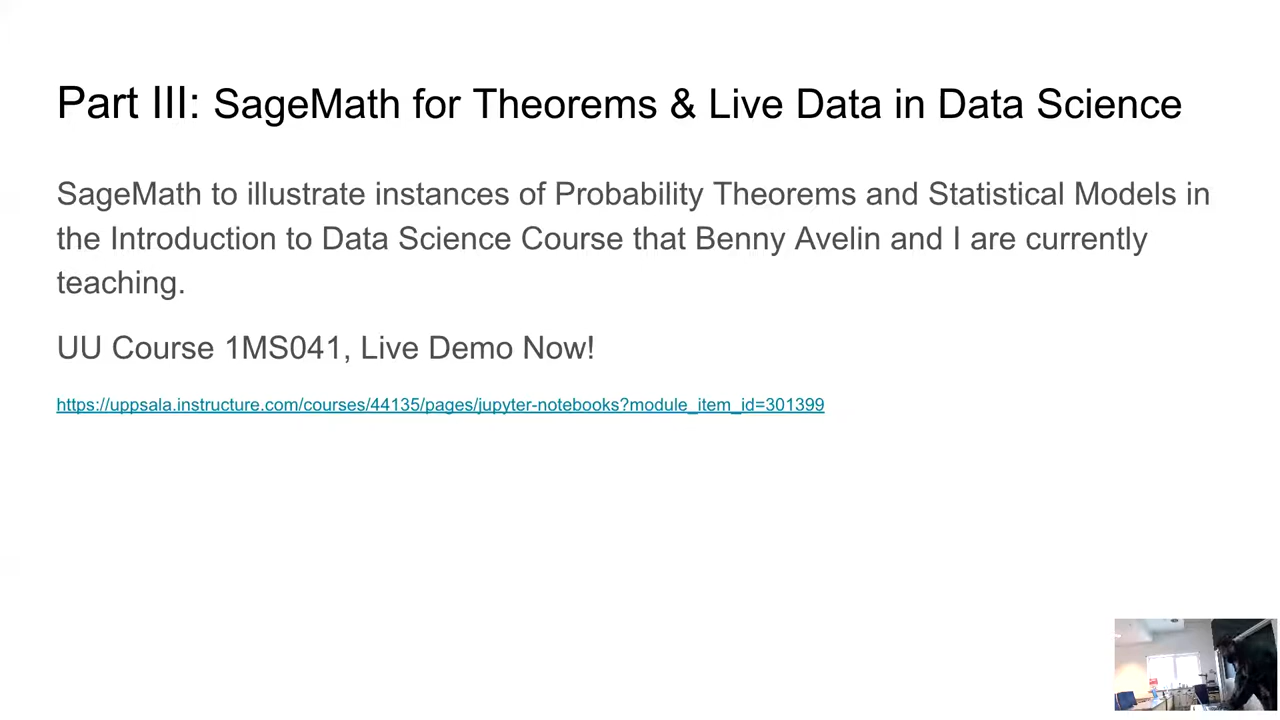 Part III: SageMath for Theorems & Live Data in Data Science
SageMath to illustrate instances of Probability Theorems and Statistical Models in
the Introduction to Data Science Course that Benny Avelin and I are currently
teaching.
UU Course 1MS041, Live Demo Now!
https://uppsala.instructure.com/courses/44135/pages/jupyter-notebooks?module_item_id=301399